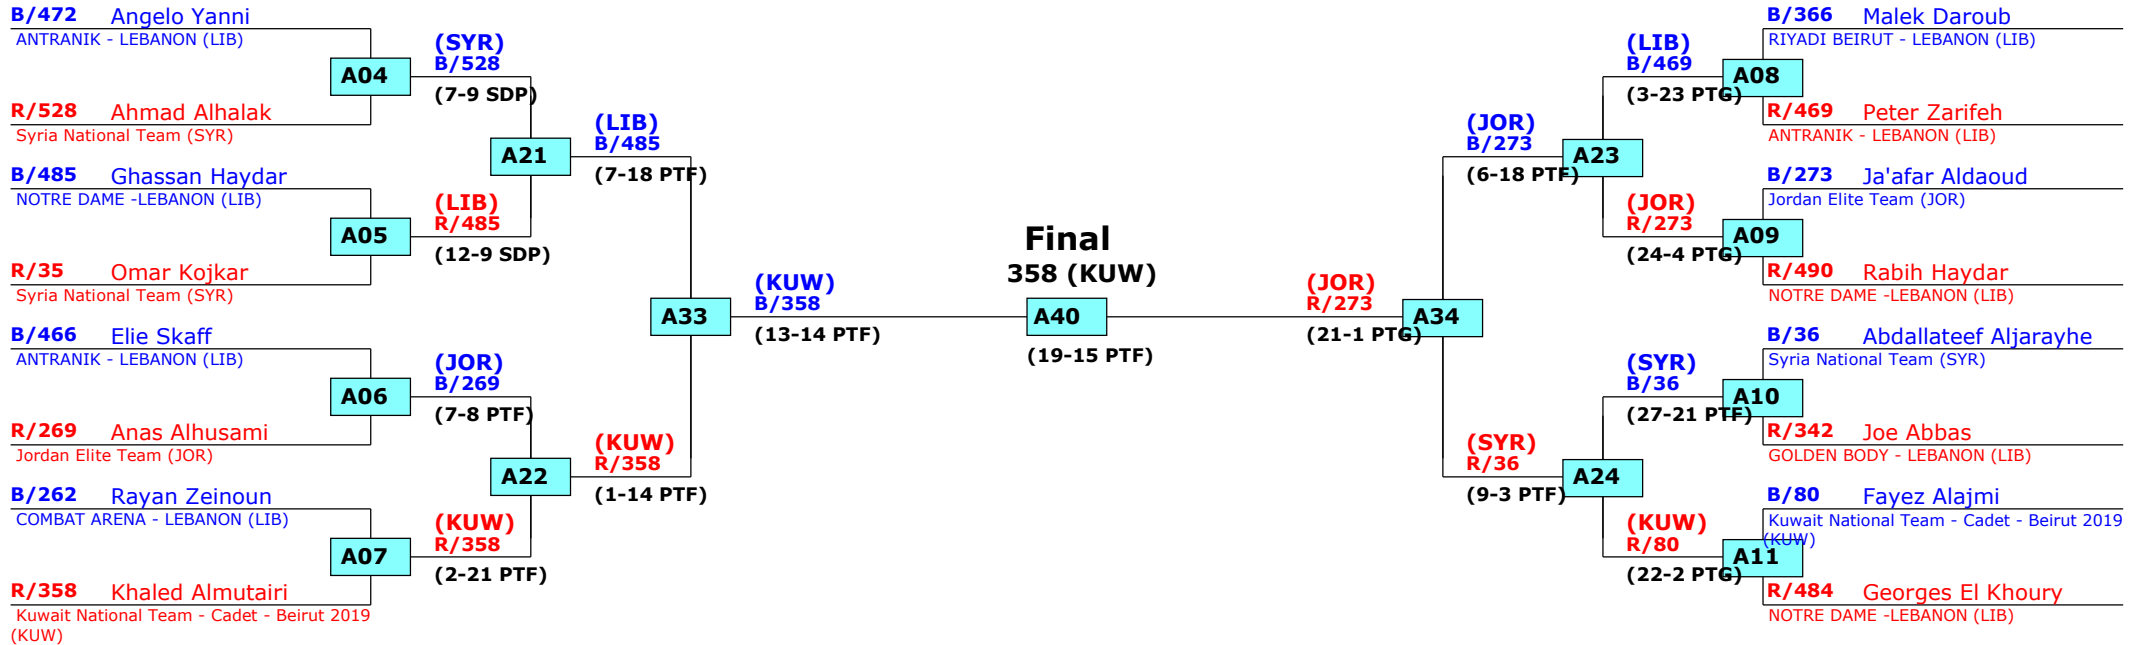 B/472 Angelo Yanni
ANTRANIK - LEBANON (LIB)
A04
R/528 Ahmad Alhalak
Syria National Team (SYR)
B/485 Ghassan Haydar
NOTRE DAME -LEBANON (LIB)
A05
R/35 Omar Kojkar
Syria National Team (SYR)
B/466 Elie Skaff
ANTRANIK - LEBANON (LIB)
A06
R/269 Anas Alhusami
Jordan Elite Team (JOR)
B/262 Rayan Zeinoun
COMBAT ARENA - LEBANON (LIB)
A07
R/358 Khaled Almutairi
Kuwait National Team - Cadet - Beirut 2019
(KUW)
(SYR)
B/528
(7-9 SDP)
A21
(LIB)
R/485
(12-9 SDP)
(JOR)
B/269
(7-8 PTF)
A22
(KUW)
R/358
(2-21 PTF)
(LIB)
B/485
(7-18 PTF)
A33
(KUW)
R/358
(1-14 PTF)
(KUW)
B/358
(13-14 PTF)
Final
358 (KUW)
A40
(19-15 PTF)
(JOR)
R/273
(21-1 PTG)
A34
(JOR)
B/273
(6-18 PTF)
A23
(SYR)
R/36
(9-3 PTF)
A24
(LIB)
B/469
(3-23 PTG)
A08
(JOR)
R/273
(24-4 PTG)
A09
(SYR)
B/36
(27-21 PTF)
A10
(KUW)
R/80
(22-2 PTG)
A11
B/366 Malek Daroub
RIYADI BEIRUT - LEBANON (LIB)
R/469 Peter Zarifeh
ANTRANIK - LEBANON (LIB)
B/273 Ja'afar Aldaoud
Jordan Elite Team (JOR)
R/490 Rabih Haydar
NOTRE DAME -LEBANON (LIB)
B/36 Abdallateef Aljarayhe
Syria National Team (SYR)
R/342 Joe Abbas
GOLDEN BODY - LEBANON (LIB)
B/80 Fayez Alajmi
Kuwait National Team - Cadet - Beirut 2019
(KUW)
R/484 Georges El Khoury
NOTRE DAME -LEBANON (LIB)